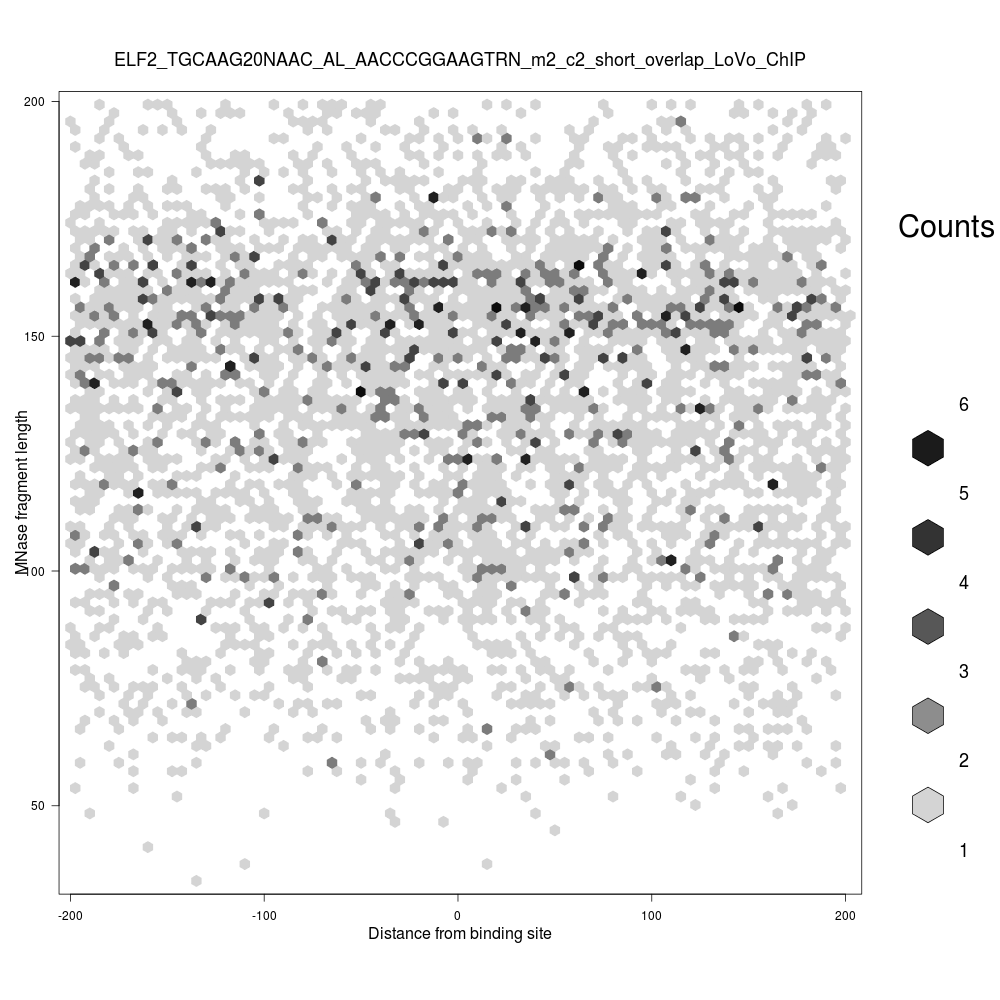 ELF2_TGCAAG20NAAC_AL_AACCCGGAAGTRN_m2_c2_short_overlap_LoVo_ChIP
Counts
6
5
4
3
2
1
MNase fragment length
200
150
100
50
-200 -100 0 100 200
Distance from binding site